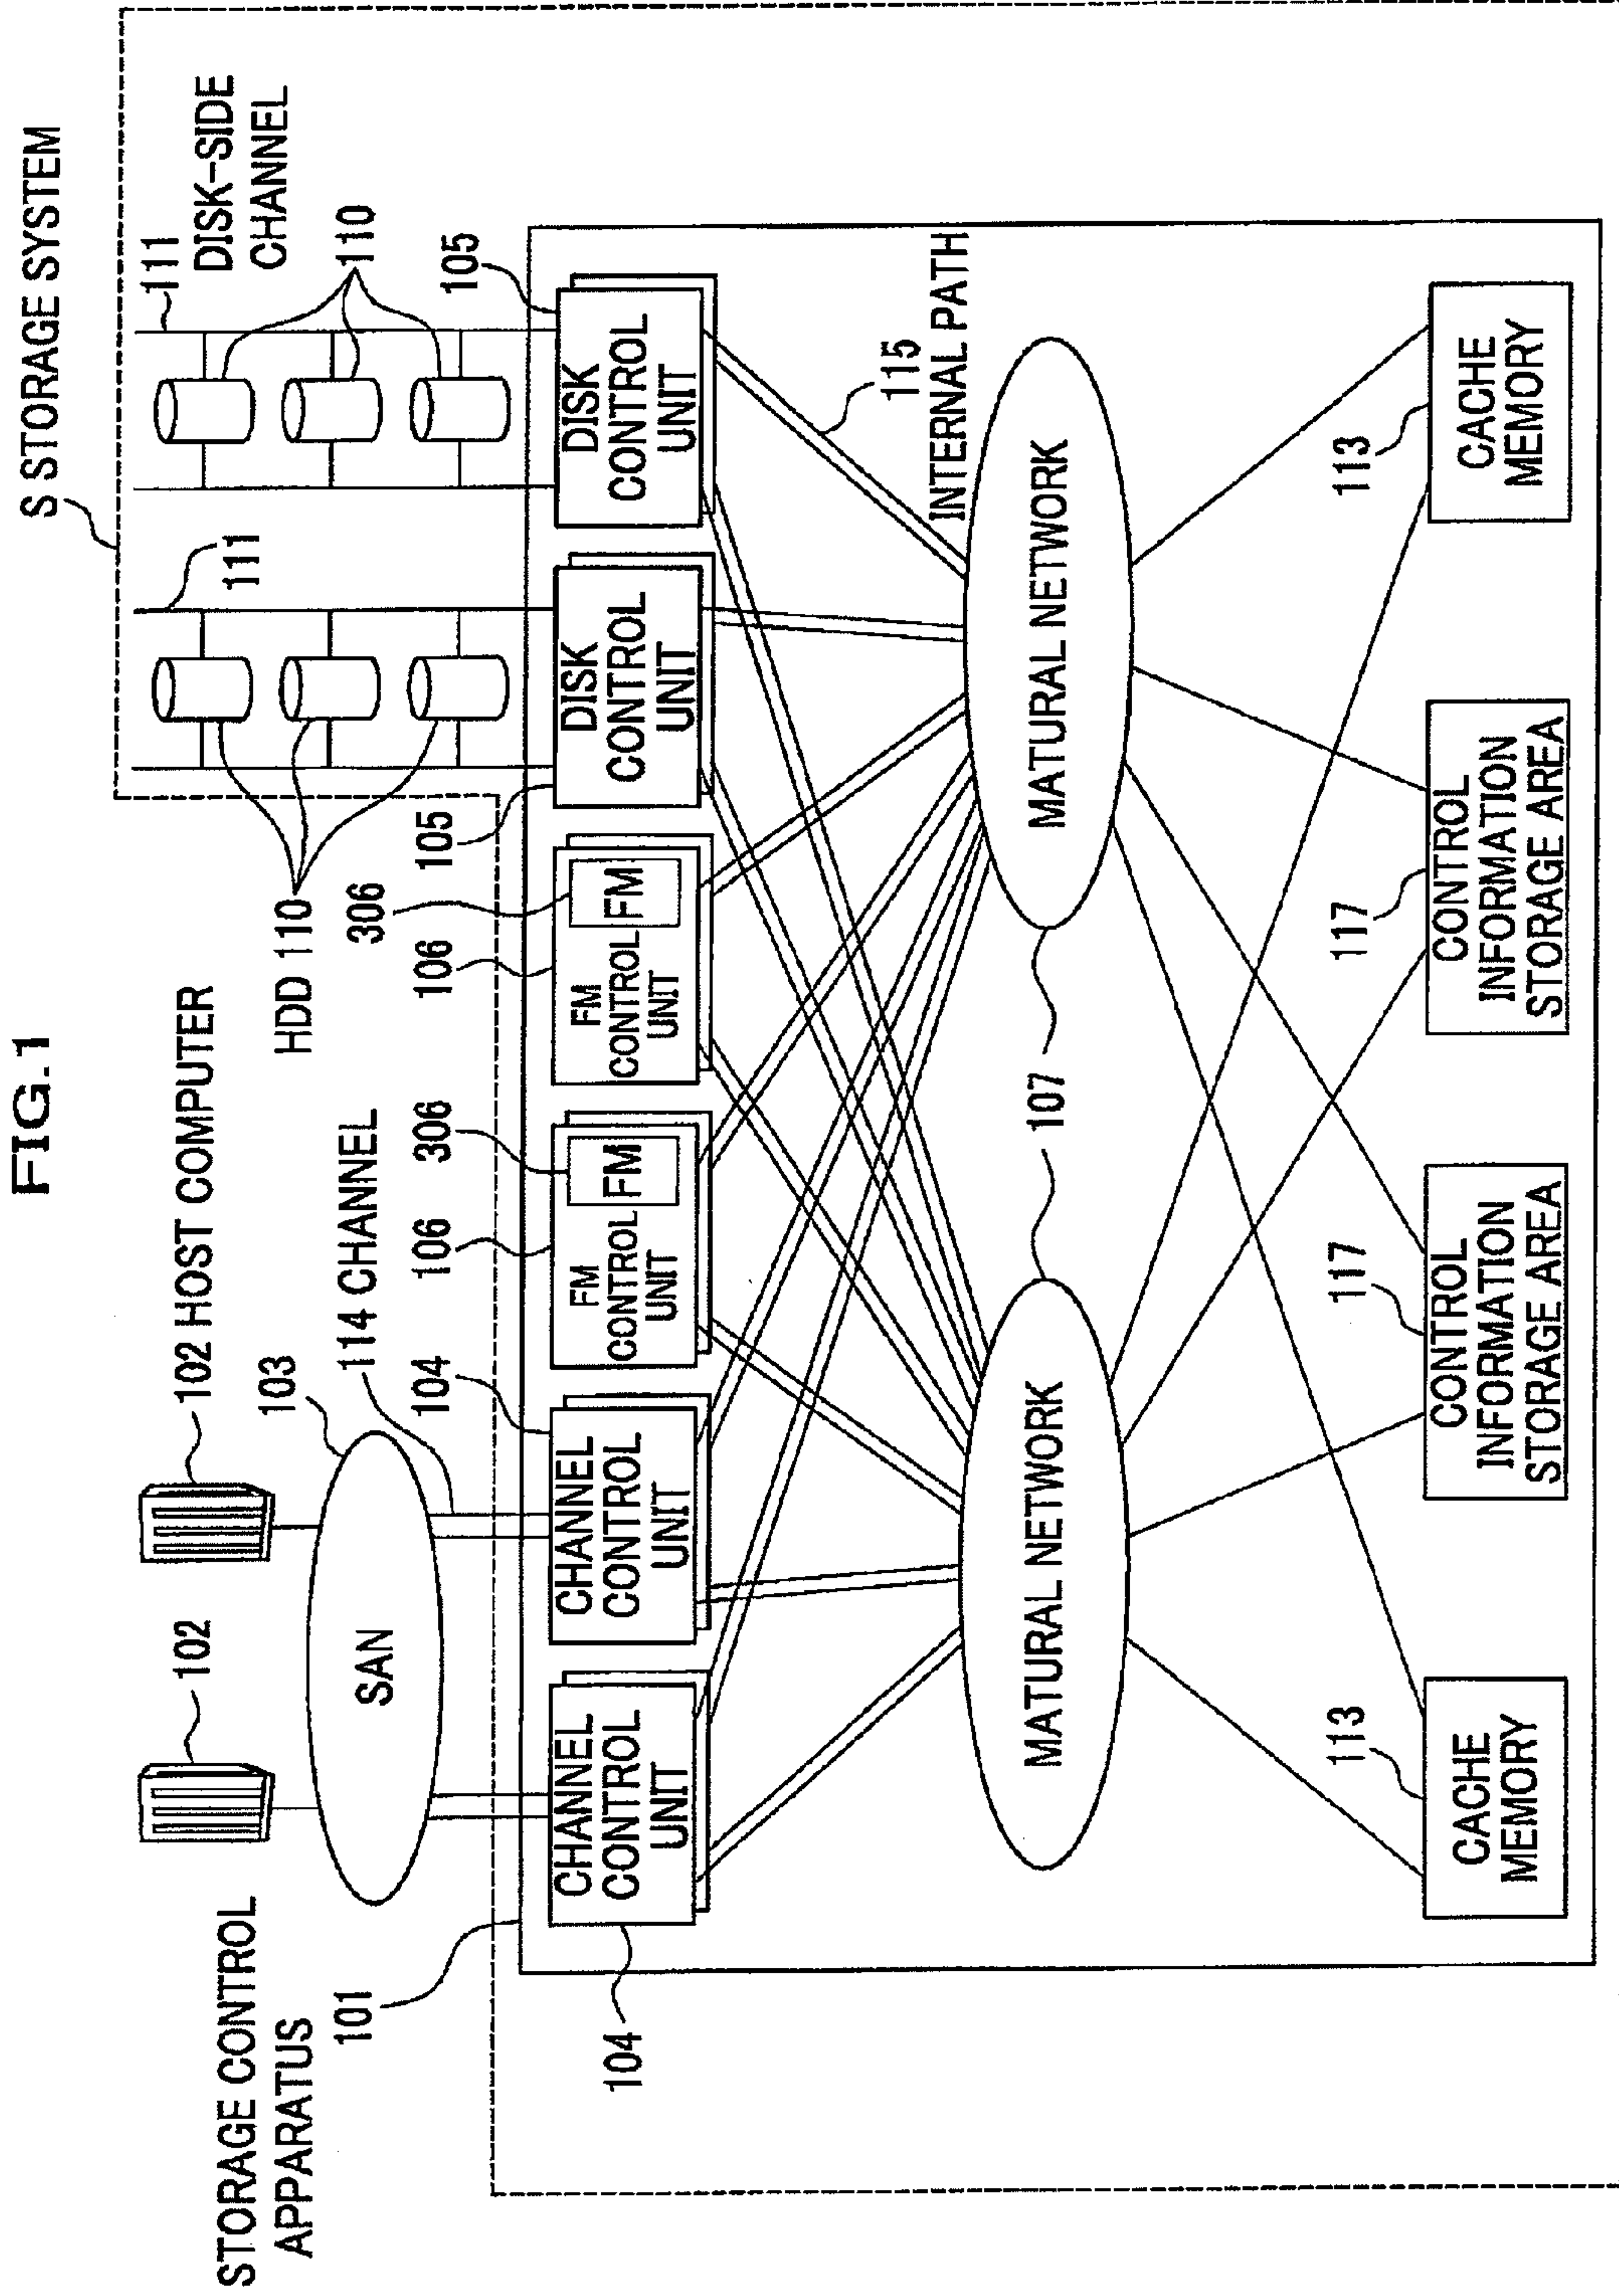 FIG.1
S STORAGE SYSTEM
STORAGE CONTROL
APPARATUS
101
102
102 HOST COMPUTER
103
SAN
114 CHANNEL
HDD 110
111
111
DISK-SIDE
CHANNEL
110
104
104
106
306
106
306
105
105
CHANNEL
CONTROL
UNIT
CHANNEL
CONTROL
UNIT
FM
CONTROL
UNIT
FM
FM
CONTROL
UNIT
FM
DISK
CONTROL
UNIT
DISK
CONTROL
UNIT
115
INTERNAL PATH
MATURAL NETWORK
107
MATURAL NETWORK
113
CACHE
MEMORY
117
CONTROL
INFORMATION
STORAGE AREA
117
CONTROL
INFORMATION
STORAGE AREA
113
CACHE
MEMORY